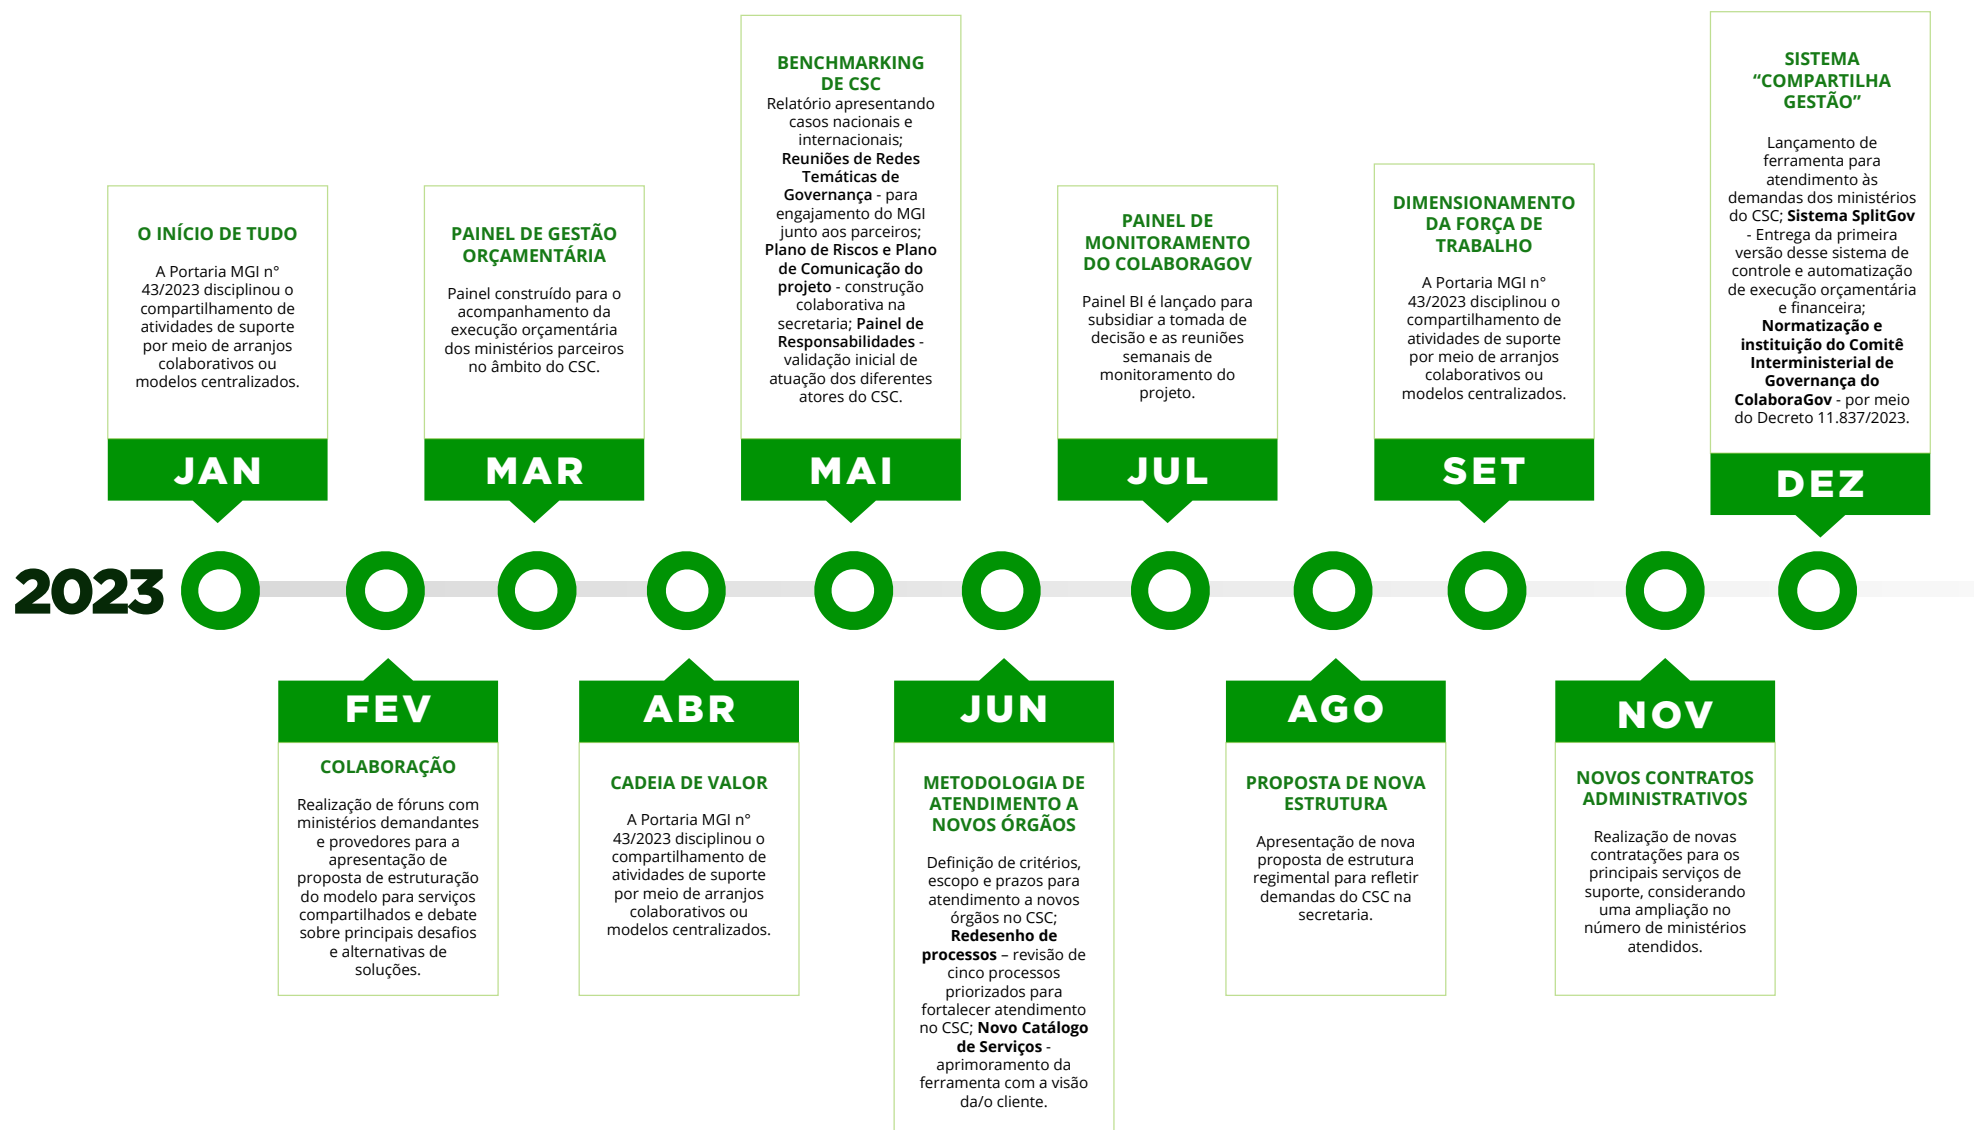 O INÍCIO DE TUDO
A Portaria MGI n°
43/2023 disciplinou o
compartilhamento de
atividades de suporte
por meio de arranjos
colaborativos ou
modelos centralizados.
JAN
PAINEL DE GESTÃO
ORÇAMENTÁRIA
Painel construído para o
acompanhamento da
execução orçamentária
dos ministérios parceiros
no âmbito do CSC.
MAR
BENCHMARKING
DE CSC
Relatório apresentando
casos nacionais e
internacionais;
Reuniões de Redes
Temáticas de
Governança - para
engajamento do MGI
junto aos parceiros;
Plano de Riscos e Plano
de Comunicação do
projeto - construção
colaborativa na
secretaria; Painel de
Responsabilidades -
validação inicial de
atuação dos diferentes
atores do CSC.
MAI
PAINEL DE
MONITORAMENTO
DO COLABORAGOV
Painel BI é lançado para
subsidiar a tomada de
decisão e as reuniões
semanais de
monitoramento do
projeto.
JUL
DIMENSIONAMENTO
DA FORÇA DE
TRABALHO
A Portaria MGI n°
43/2023 disciplinou o
compartilhamento de
atividades de suporte
por meio de arranjos
colaborativos ou
modelos centralizados.
SET
SISTEMA
“COMPARTILHA
GESTÃO”
Lançamento de
ferramenta para
atendimento às
demandas dos ministérios
do CSC; Sistema SplitGov
- Entrega da primeira
versão desse sistema de
controle e automatização
de execução orçamentária
e financeira;
Normatização e
instituição do Comitê
Interministerial de
Governança do
ColaboraGov - por meio
do Decreto 11.837/2023.
DEZ
2023
FEV
COLABORAÇÃO
Realização de fóruns com
ministérios demandantes
e provedores para a
apresentação de
proposta de estruturação
do modelo para serviços
compartilhados e debate
sobre principais desafios
e alternativas de
soluções.
ABR
CADEIA DE VALOR
A Portaria MGI n°
43/2023 disciplinou o
compartilhamento de
atividades de suporte
por meio de arranjos
colaborativos ou
modelos centralizados.
JUN
METODOLOGIA DE
ATENDIMENTO A
NOVOS ÓRGÃOS
Definição de critérios,
escopo e prazos para
atendimento a novos
órgãos no CSC;
Redesenho de
processos – revisão de
cinco processos
priorizados para
fortalecer atendimento
no CSC; Novo Catálogo
de Serviços -
aprimoramento da
ferramenta com a visão
da/o cliente.
AGO
PROPOSTA DE NOVA
ESTRUTURA
Apresentação de nova
proposta de estrutura
regimental para refletir
demandas do CSC na
secretaria.
NOV
NOVOS CONTRATOS
ADMINISTRATIVOS
Realização de novas
contratações para os
principais serviços de
suporte, considerando
uma ampliação no
número de ministérios
atendidos.